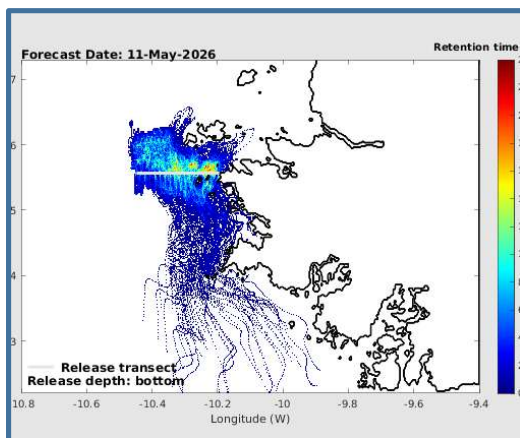 Forecast Date: 11-May-2026
Retention time
7
6
5
4
3
Release transect
Release depth: bottom
10.8 -10.6 -10.4 -10.2 -10 -9.8 -9.6 -9.4
Longitude (W)